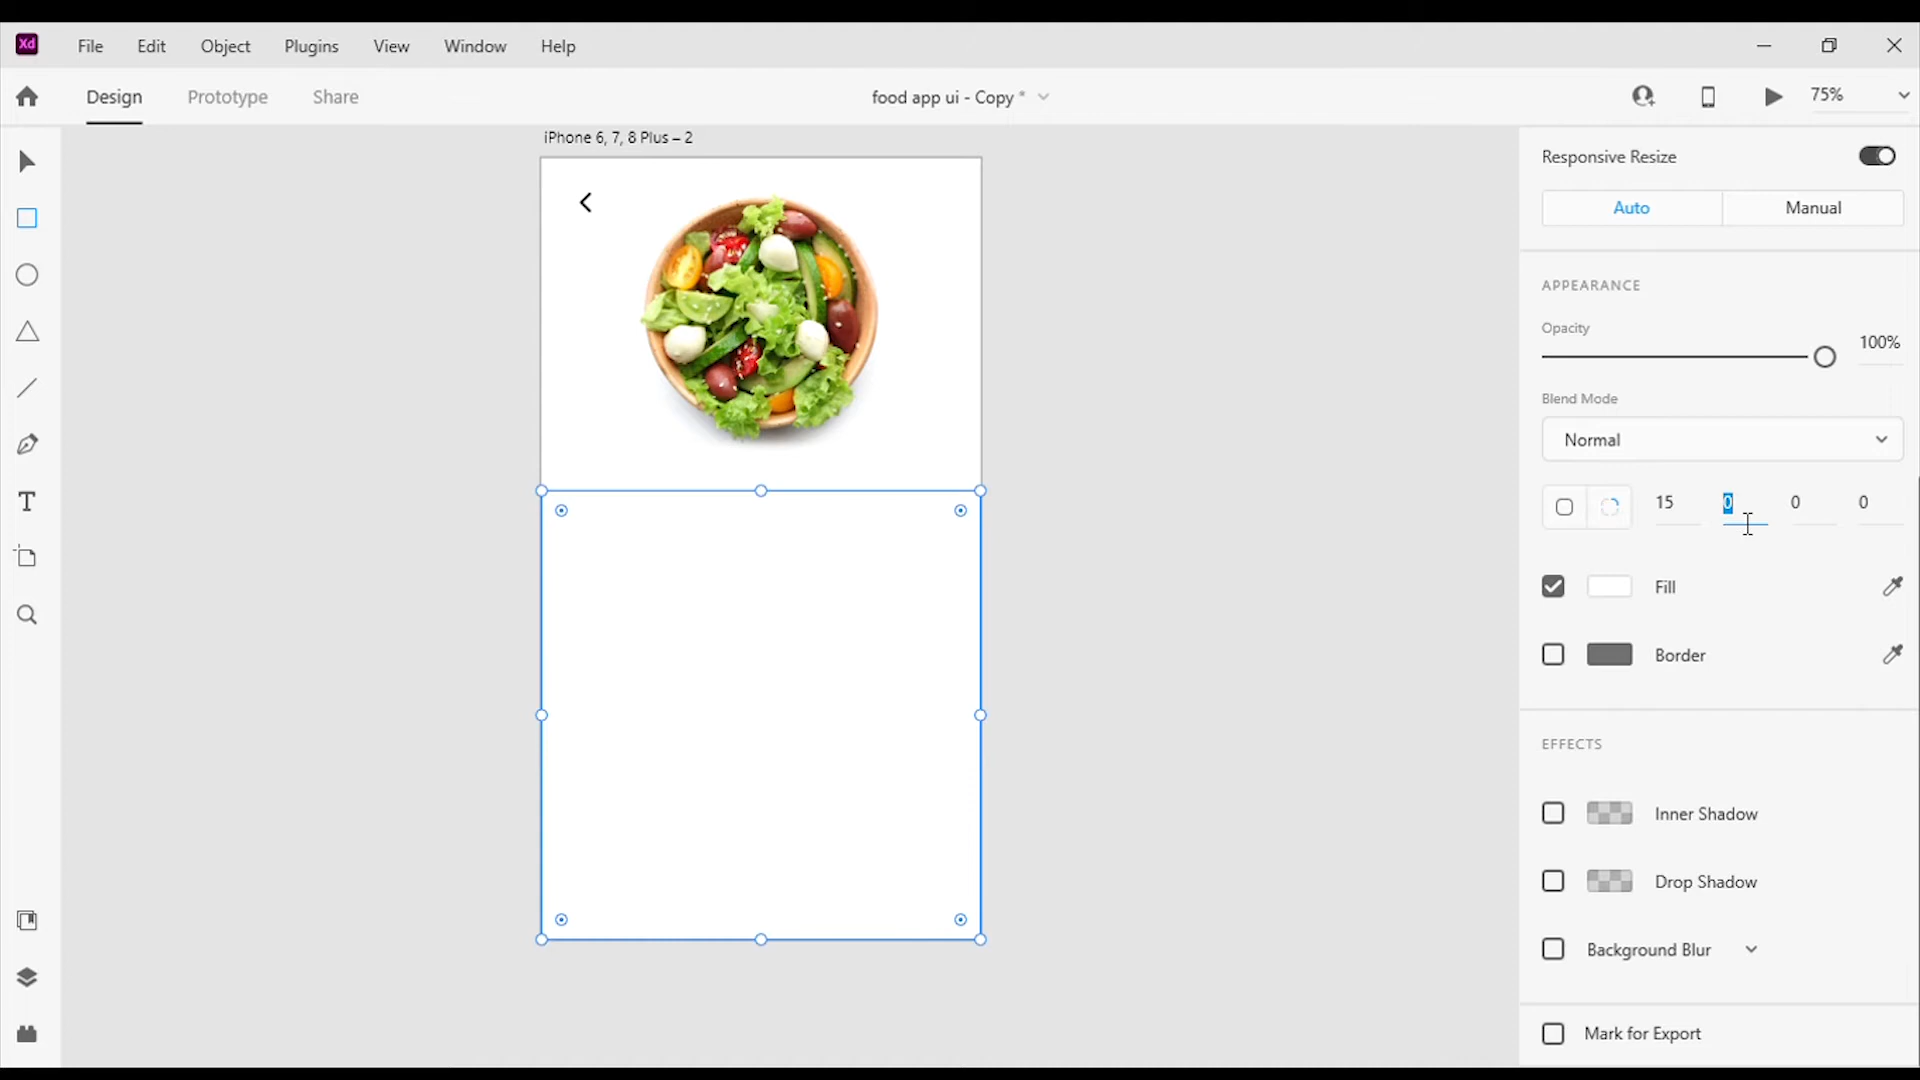 Xd File Edit Object Plugins View Window Help
Design Prototype Share food app ui - Copy * 75%
iPhone 6, 7, 8 Plus – 2
Responsive Resize
Auto Manual
APPEARANCE
Opacity
100%
Blend Mode
Normal
15 0 0 0
Fill
Border
EFFECTS
Inner Shadow
Drop Shadow
Background Blur
Mark for Export
T